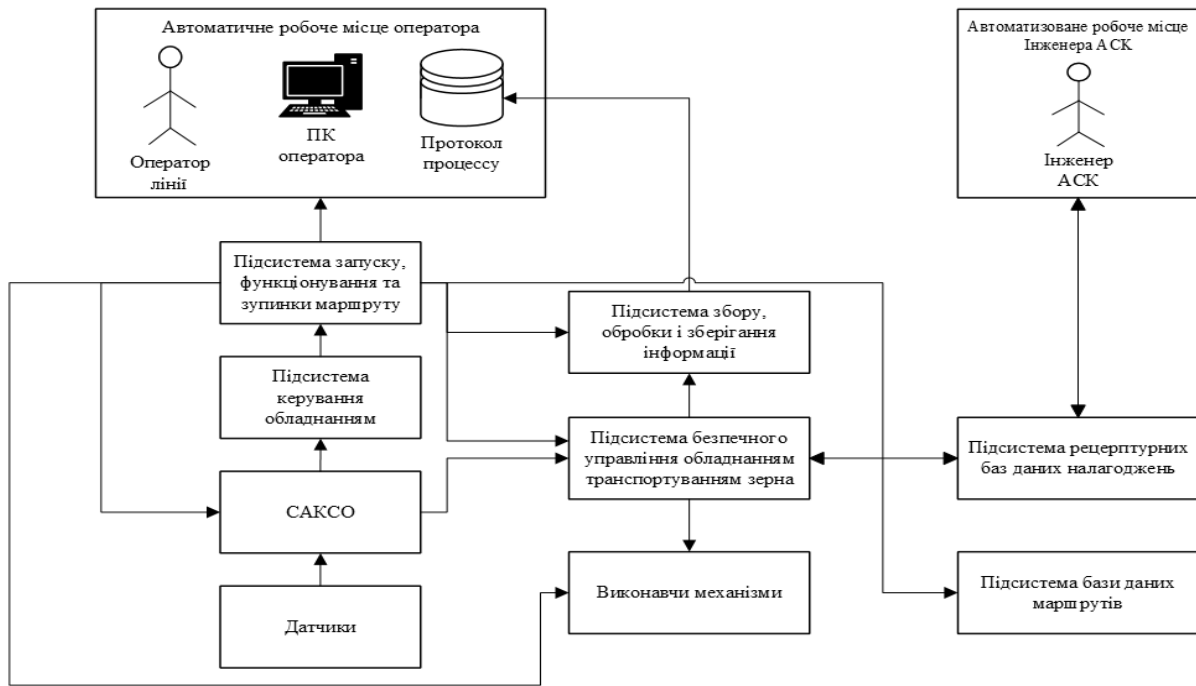 Автоматичне робоче місце оператора
Оператор
лінії
ПК
оператора
Протокол
процессу
Автоматизоване робоче місце
Інженера АСК
Інженер
АСК
Підсистема запуску,
функціонування та
зупинки маршруту
Підсистема збору,
обробки і зберігання
інформації
Підсистема
керування
обладнанням
Підсистема безпечного
управління обладнанням
транспортуванням зерна
Підсистема рецерптурних
баз даних налагоджень
САКСО
Виконавчи механізми
Підсистема бази даних
маршрутів
Датчики